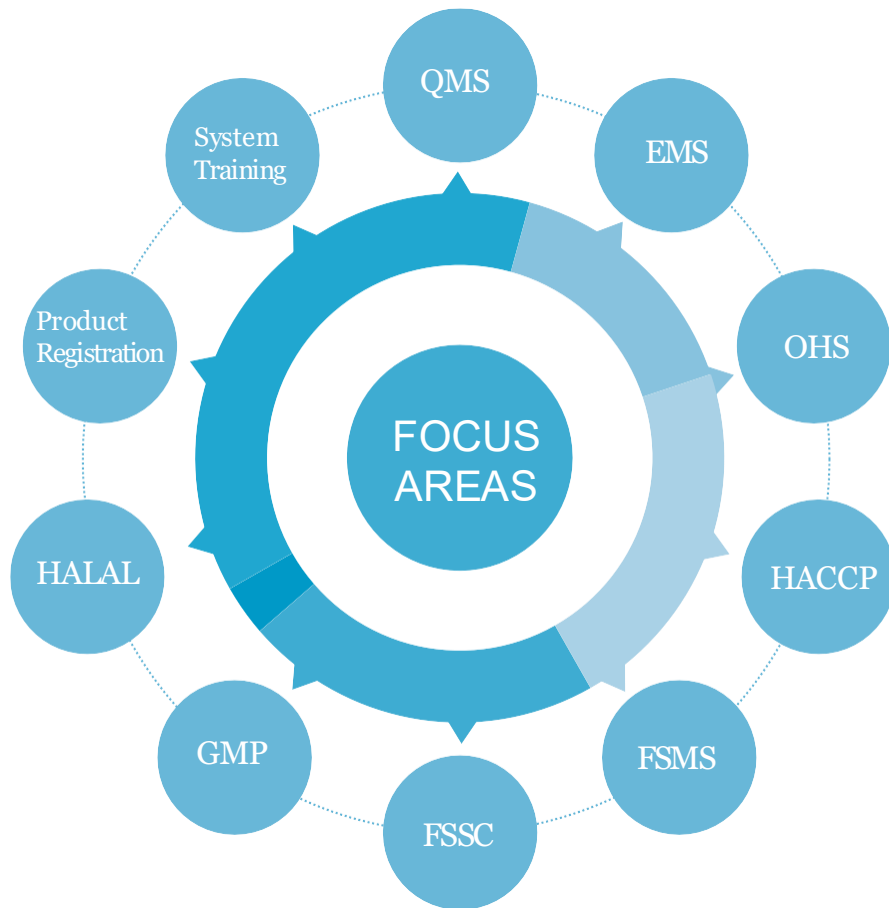 QMS
System
Training
EMS
Product
Registration
OHS
FOCUS
AREAS
HALAL
HACCP
GMP
FSMS
FSSC